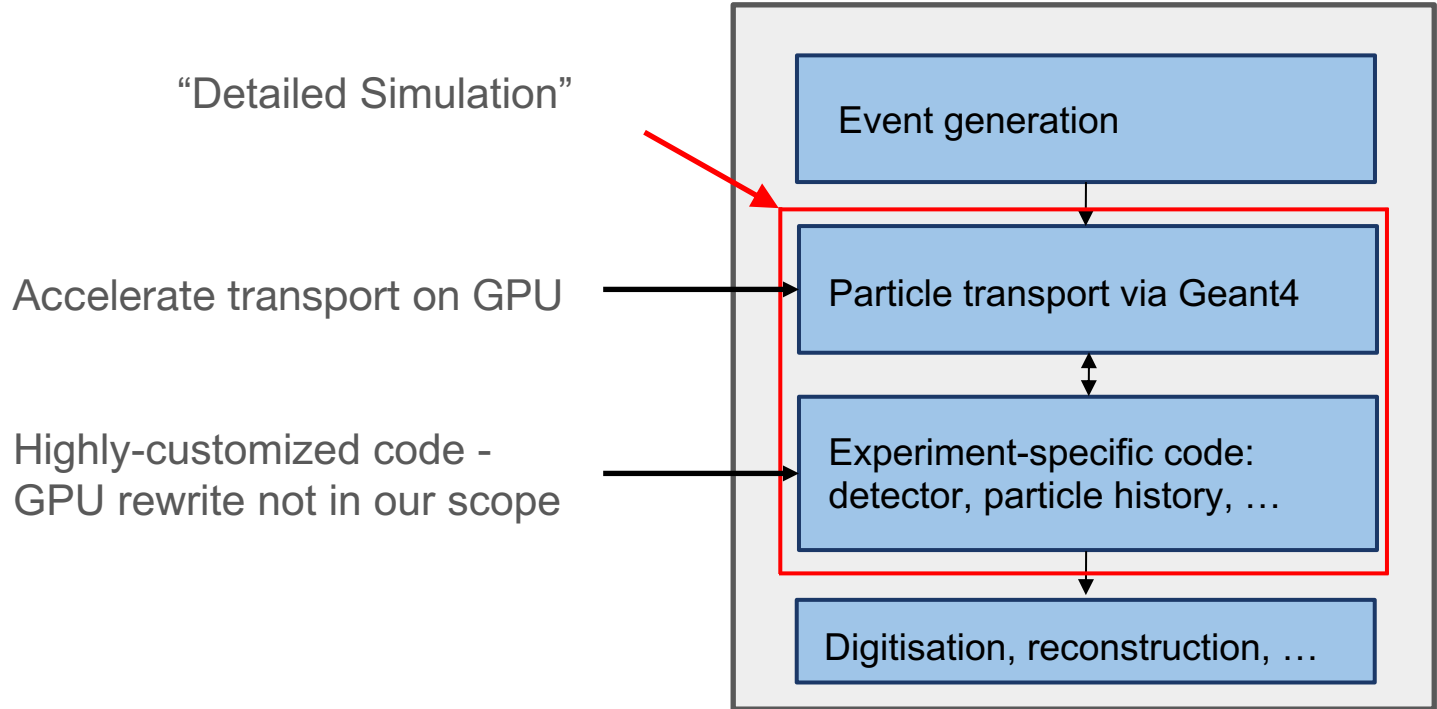 “Detailed Simulation”
Event generation
Accelerate transport on GPU
Particle transport via Geant4
Highly-customized code -
GPU rewrite not in our scope
Experiment-specific code:
detector, particle history, …
Digitisation, reconstruction, …